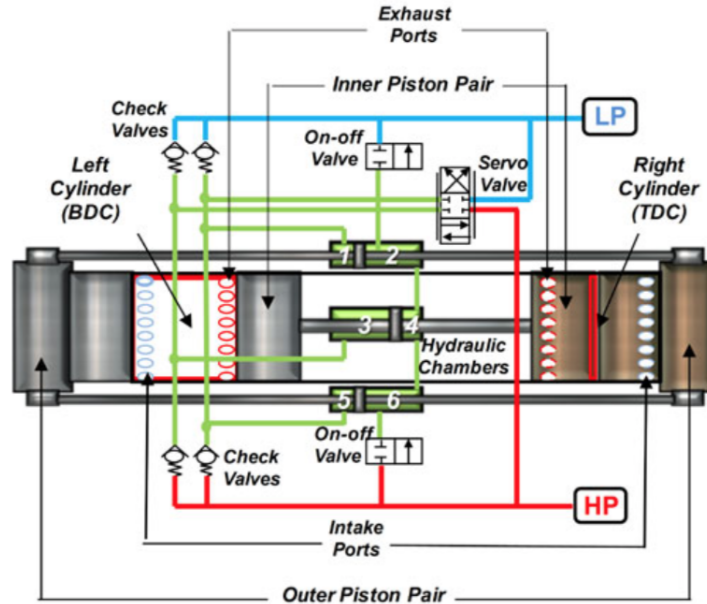 Exhaust
Ports
Inner Piston Pair
Check
Valves
LP
On-off
Valve
Servo
Valve
Left
Cylinder
(BDC)
Right
Cylinder
(TDC)
1 2
3 4
Hydraulic
Chambers
5 6
On-off
Valve
Check
Valves
HP
Intake
Ports
Outer Piston Pair